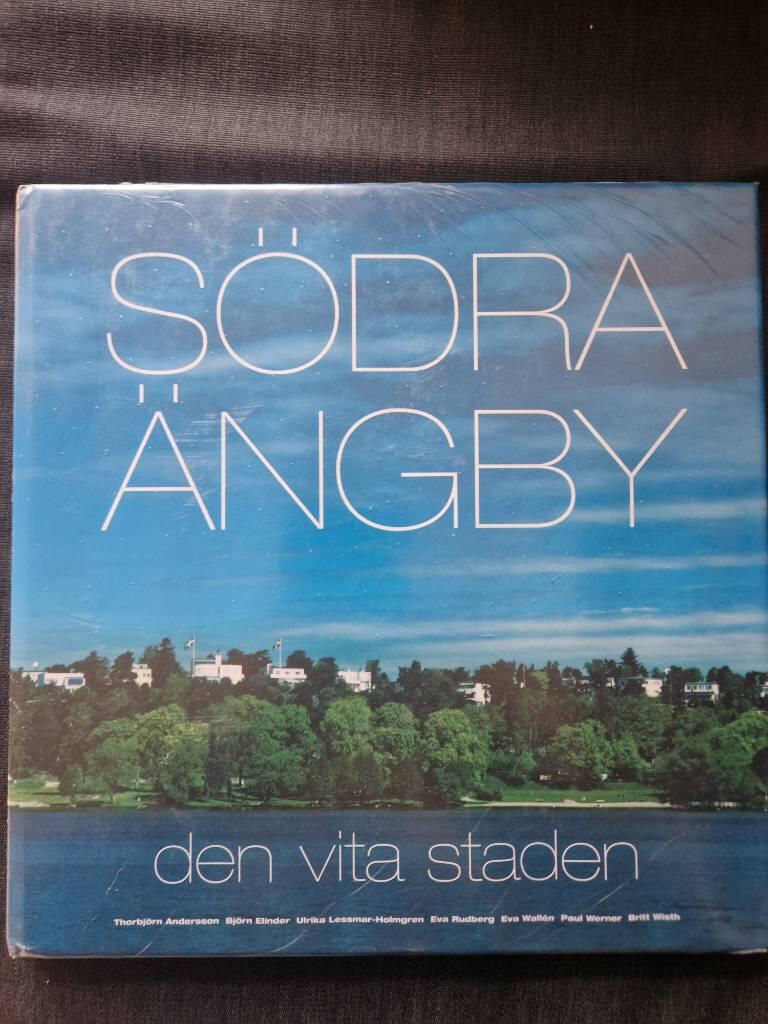 SÖDRA
ÄNGBY
den vita staden
Thorbjörn Andersson Björn Elinder Ulrika Lessmar-Holmgren Eva Rudberg Eva Wallén Paul Werner Britt Wisth